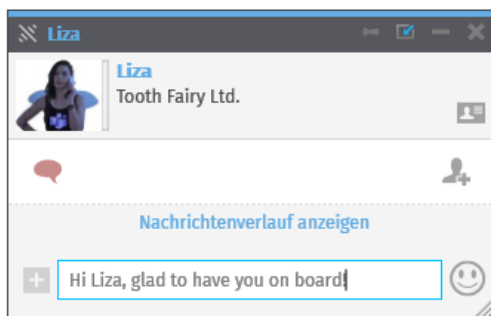 Liza
Liza
Tooth Fairy Ltd.
Nachrichtenverlauf anzeigen
Hi Liza, glad to have you on board!